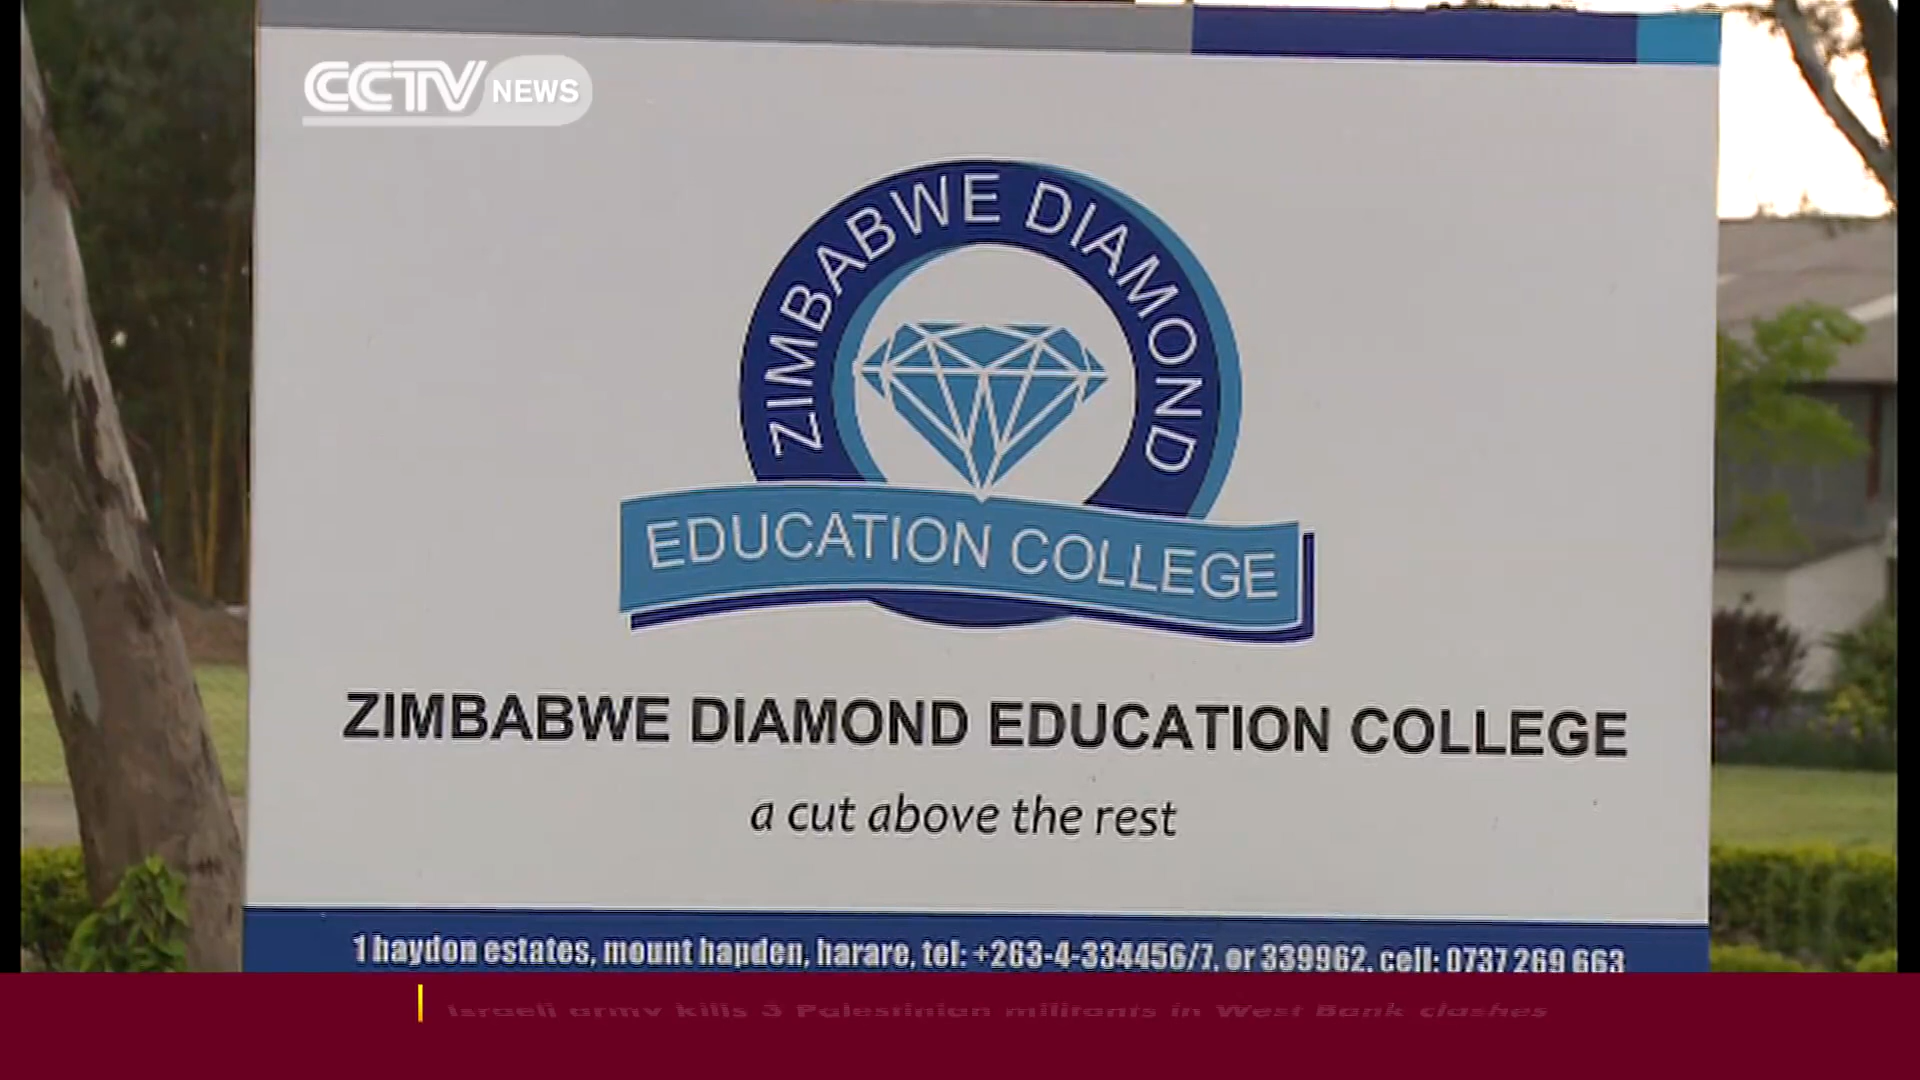 CCTV NEWS
ZIMBABWE DIAMOND
EDUCATION COLLEGE
ZIMBABWE DIAMOND EDUCATION COLLEGE
a cut above the rest
1 haydon estates, mount hapden, harare, tel: +263-4-334456/7, or 339962, cell: 0737 269 663
Israeli army kills 3 Palestinian militants in West Bank clashes